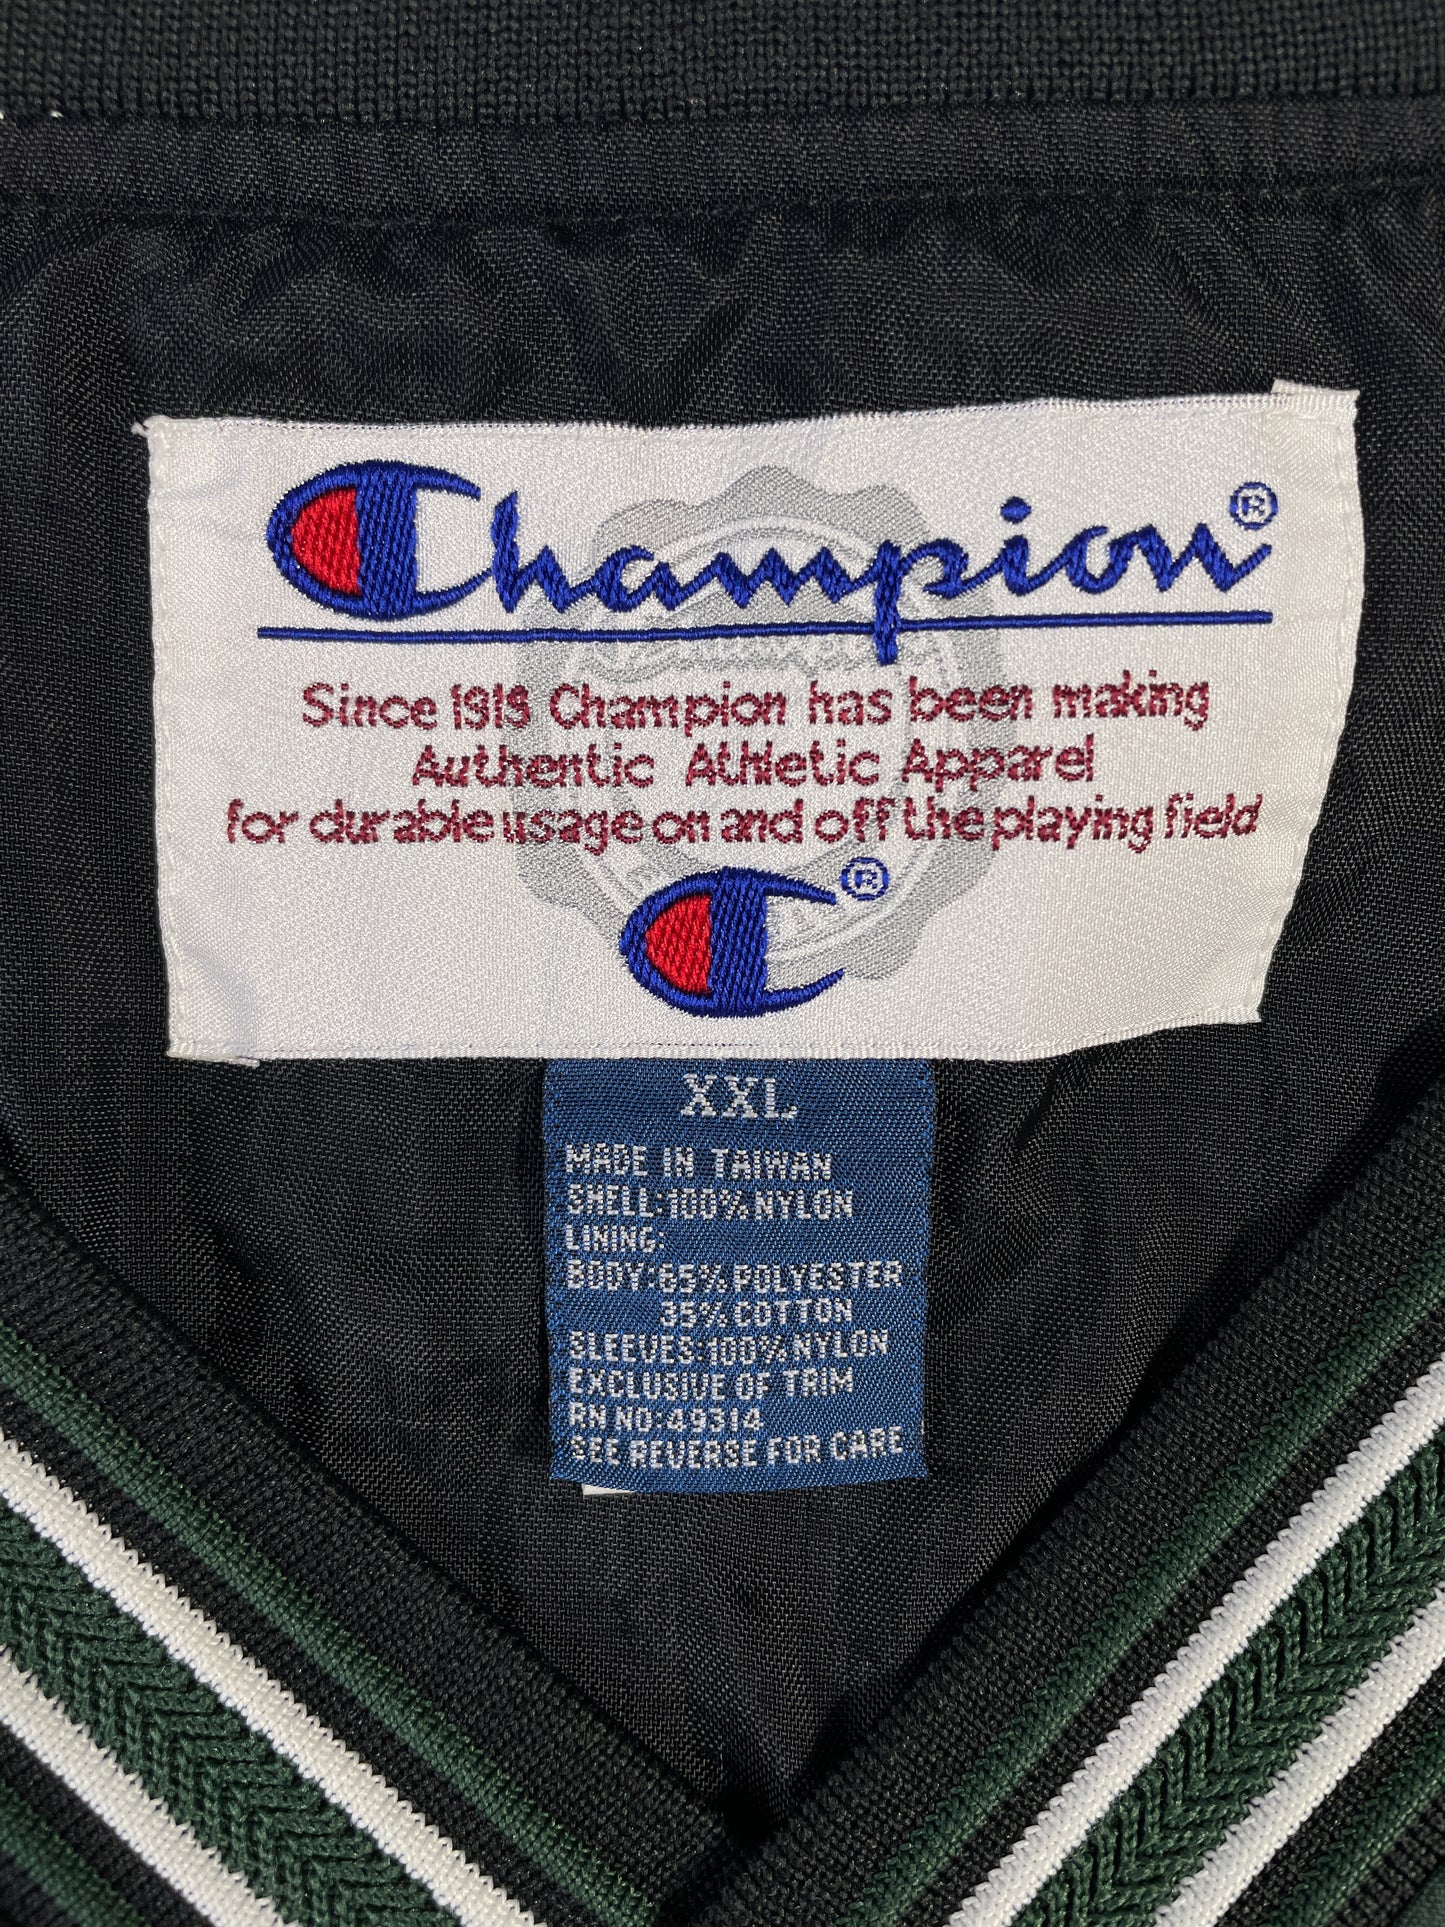 Champion®
Since 1919 Champion has been making
Authentic Athletic Apparel
for durable usage on and off the playing field
®
XXL
MADE IN TAIWAN
SHELL:100%NYLON
LINING:
BODY:65%POLYESTER
35%COTTON
SLEEVES:100%NYLON
EXCLUSIVE OF TRIM
RN NO:49314
SEE REVERSE FOR CARE